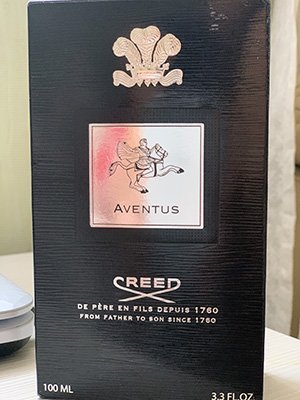 AVENTUS
CREED
DE PÈRE EN FILS DEPUIS 1760
FROM FATHER TO SON SINCE 1760
100 ML
3.3 FL.OZ.